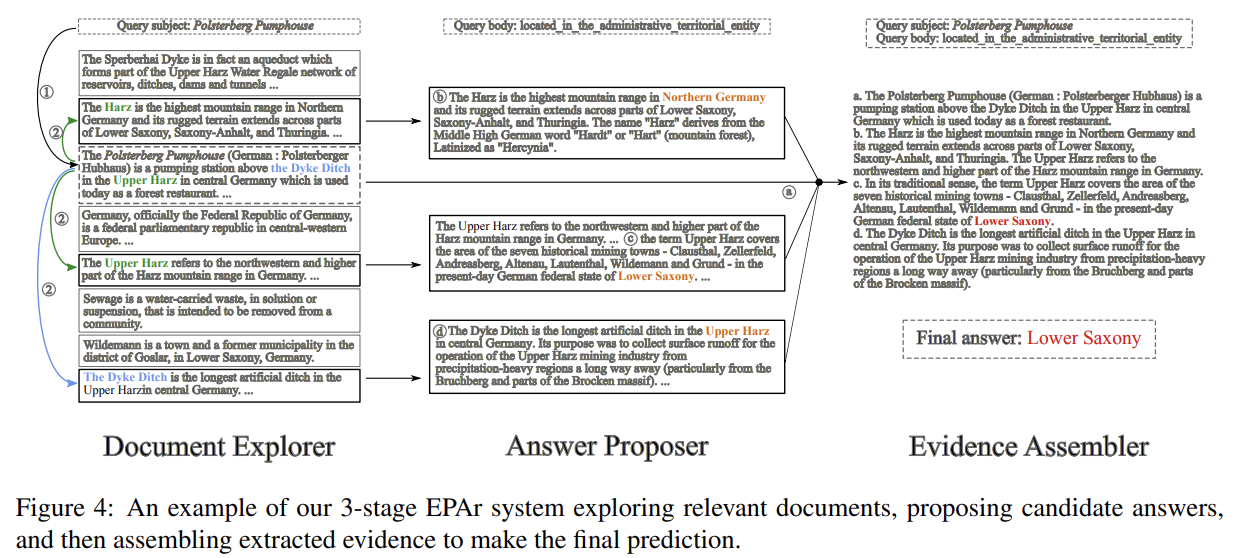 Query subject: Polsterberg Pumphouse
The Sperberhai Dyke is in fact an aqueduct which
forms part of the Upper Harz Water Regale network of
reservoirs, ditches, dams and tunnels ...
①
The Harz is the highest mountain range in Northern
Germany and its rugged terrain extends across parts
of Lower Saxony, Saxony-Anhalt, and Thuringia. ...
②
The Polsterberg Pumphouse (German : Polsterberger
Hubhaus) is a pumping station above the Dyke Ditch
in the Upper Harz in central Germany which is used
today as a forest restaurant. ...
②
Germany, officially the Federal Republic of Germany,
is a federal parliamentary republic in central-western
Europe. ...
The Upper Harz refers to the northwestern and higher
part of the Harz mountain range in Germany. ...
②
Sewage is a water-carried waste, in solution or
suspension, that is intended to be removed from a
community.
Wildemann is a town and a former municipality in the
district of Goslar, in Lower Saxony, Germany.
The Dyke Ditch is the longest artificial ditch in the
Upper Harzin central Germany. ...
Document Explorer
Query body: located_in_the_administrative_territorial_entity
ⓑ The Harz is the highest mountain range in Northern Germany
and its rugged terrain extends across parts of Lower Saxony,
Saxony-Anhalt, and Thuringia. The name "Harz" derives from the
Middle High German word "Hardt" or "Hart" (mountain forest),
Latinized as "Hercynia".
ⓐ
The Upper Harz refers to the northwestern and higher part of the
Harz mountain range in Germany. ... ⓒ the term Upper Harz covers
the area of the seven historical mining towns - Clausthal, Zellerfeld,
Andreasberg, Altenau, Lautenthal, Wildemann and Grund - in the
present-day German federal state of Lower Saxony. ...
ⓓ The Dyke Ditch is the longest artificial ditch in the Upper Harz
in central Germany. Its purpose was to collect surface runoff for the
operation of the Upper Harz mining industry from
precipitation-heavy regions a long way away (particularly from the
Bruchberg and parts of the Brocken massif). ...
Answer Proposer
Query subject: Polsterberg Pumphouse
Query body: located_in_the_administrative_territorial_entity
a. The Polsterberg Pumphouse (German : Polsterberger Hubhaus) is a
pumping station above the Dyke Ditch in the Upper Harz in central
Germany which is used today as a forest restaurant.
b. The Harz is the highest mountain range in Northern Germany and
its rugged terrain extends across parts of Lower Saxony,
Saxony-Anhalt, and Thuringia. The Upper Harz refers to the
northwestern and higher part of the Harz mountain range in Germany.
c. In its traditional sense, the term Upper Harz covers the area of the
seven historical mining towns - Clausthal, Zellerfeld, Andreasberg,
Altenau, Lautenthal, Wildemann and Grund - in the present-day
German federal state of Lower Saxony.
d. The Dyke Ditch is the longest artificial ditch in the Upper Harz in
central Germany. Its purpose was to collect surface runoff for the
operation of the Upper Harz mining industry from precipitation-heavy
regions a long way away (particularly from the Bruchberg and parts
of the Brocken massif).
Final answer: Lower Saxony
Evidence Assembler
Figure 4: An example of our 3-stage EPAr system exploring relevant documents, proposing candidate answers,
and then assembling extracted evidence to make the final prediction.